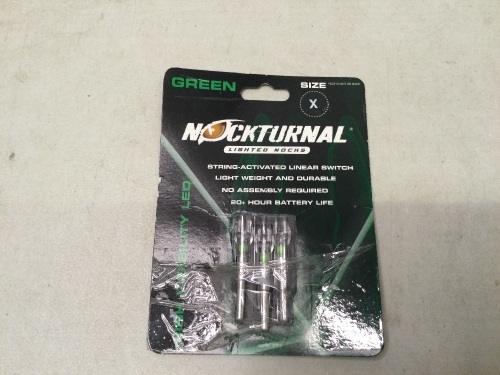 GREEN
SIZE
X
NOCKTURNAL
LIGHTED NOCKS
STRING-ACTIVATED LINEAR SWITCH
LIGHT WEIGHT AND DURABLE
NO ASSEMBLY REQUIRED
20+ HOUR BATTERY LIFE
LED